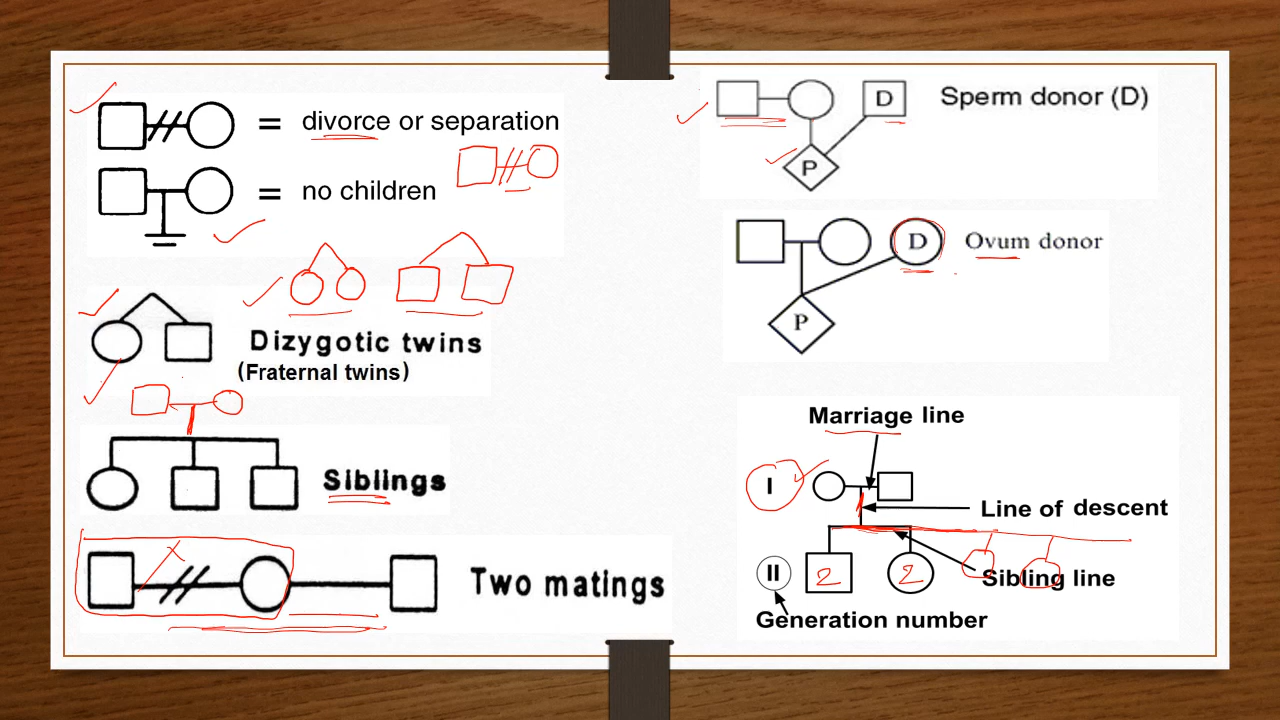 = divorce or separation
= no children
Dizygotic twins
(Fraternal twins)
Siblings
Two matings
D
Sperm donor (D)
P
D
Ovum donor
P
Marriage line
I
Line of descent
II
2
2
Sibling line
Generation number